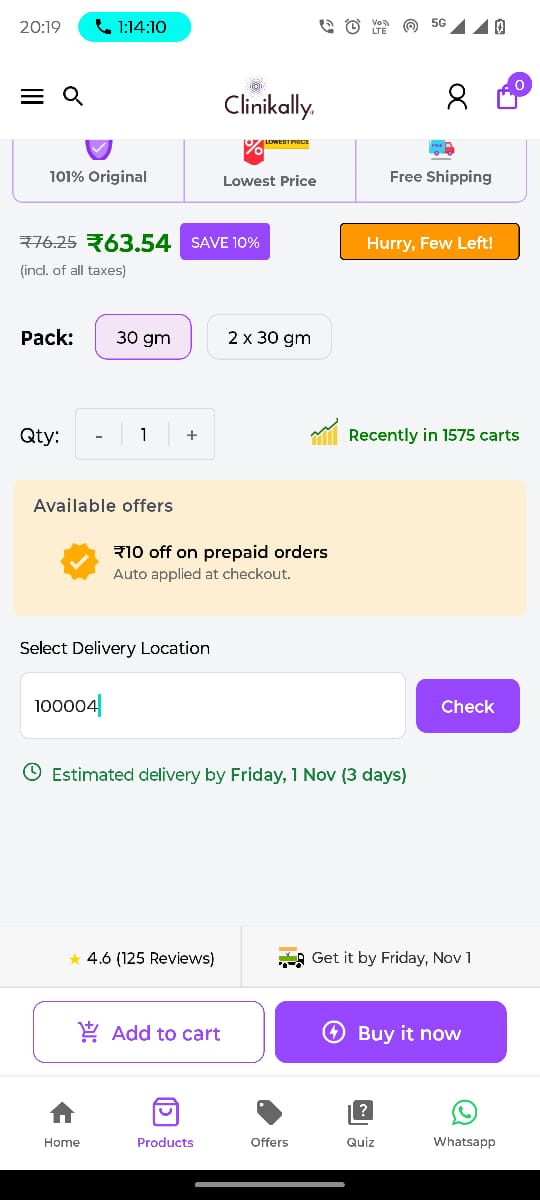 20:19 1:14:10 Vo) LTE 5G
Clinikally
0
101% Original Lowest Price Free Shipping
LOWEST PRICE
₹76.25 ₹63.54 SAVE 10% Hurry, Few Left!
(incl. of all taxes)
Pack: 30 gm 2 x 30 gm
Qty: - 1 + Recently in 1575 carts
Available offers
₹10 off on prepaid orders
Auto applied at checkout.
Select Delivery Location
100004 Check
Estimated delivery by Friday, 1 Nov (3 days)
4.6 (125 Reviews) Get it by Friday, Nov 1
Add to cart Buy it now
Home Products Offers Quiz Whatsapp